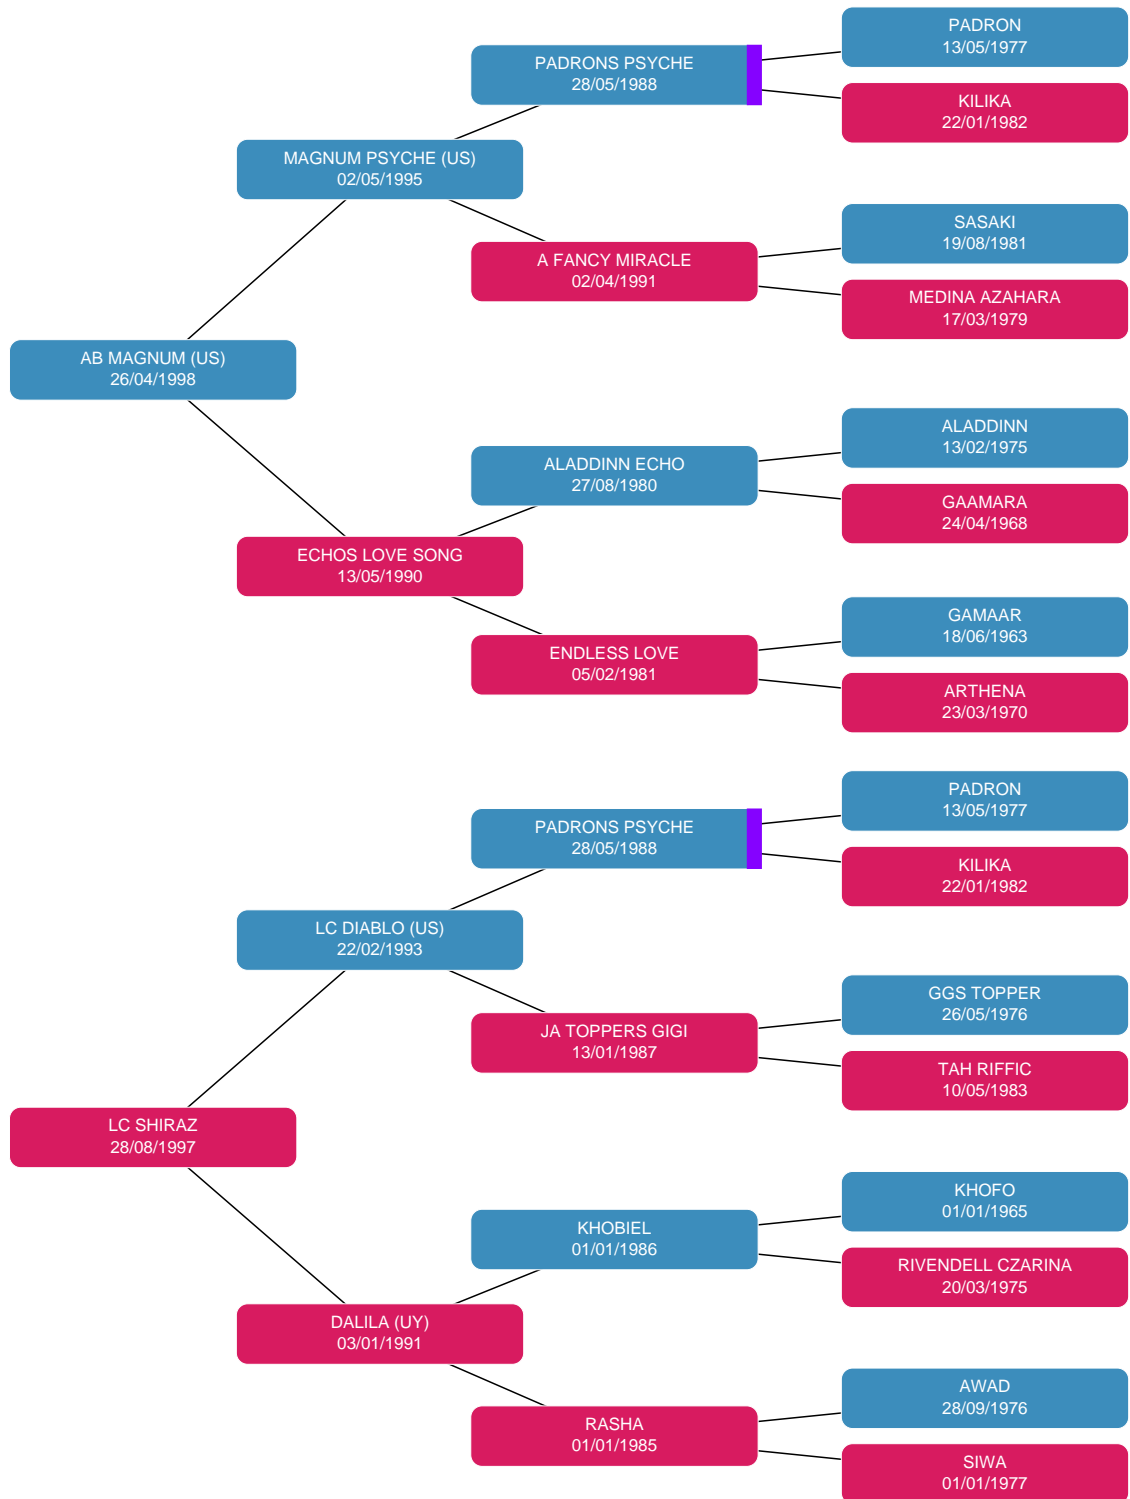 PADRON
13/05/1977
PADRONS PSYCHE
28/05/1988
KILIKA
22/01/1982
MAGNUM PSYCHE (US)
02/05/1995
SASAKI
19/08/1981
A FANCY MIRACLE
02/04/1991
MEDINA AZAHARA
17/03/1979
AB MAGNUM (US)
26/04/1998
ALADDINN
13/02/1975
ALADDINN ECHO
27/08/1980
GAAMARA
24/04/1968
ECHOS LOVE SONG
13/05/1990
GAMAAR
18/06/1963
ENDLESS LOVE
05/02/1981
ARTHENA
23/03/1970
PADRON
13/05/1977
PADRONS PSYCHE
28/05/1988
KILIKA
22/01/1982
LC DIABLO (US)
22/02/1993
GGS TOPPER
26/05/1976
JA TOPPERS GIGI
13/01/1987
TAH RIFFIC
10/05/1983
LC SHIRAZ
28/08/1997
KHOFO
01/01/1965
KHOBIEL
01/01/1986
RIVENDELL CZARINA
20/03/1975
DALILA (UY)
03/01/1991
AWAD
28/09/1976
RASHA
01/01/1985
SIWA
01/01/1977